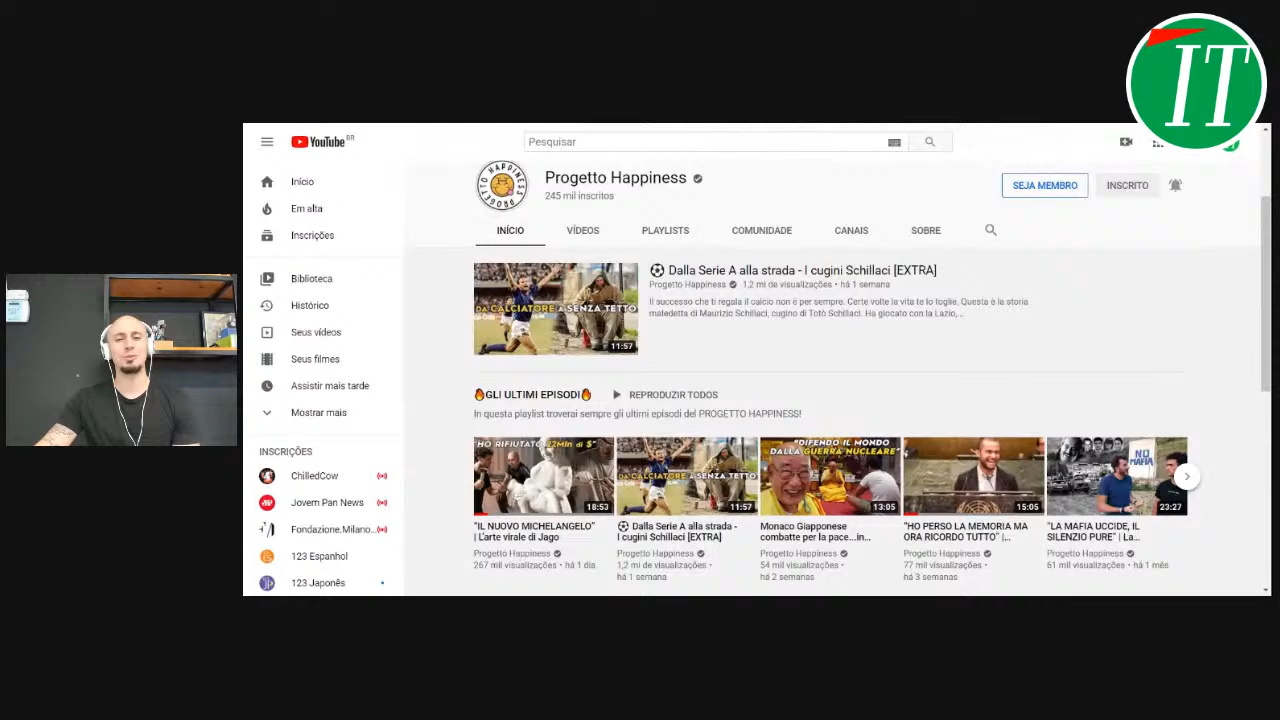 IT
YouTube BR
Pesquisar
Início
Em alta
Inscrições
Biblioteca
Histórico
Seus vídeos
Seus filmes
Assistir mais tarde
Mostrar mais
INSCRIÇÕES
ChilledCow
Jovem Pan News
Fondazione.Milano...
123 Espanhol
123 Japonês
PROGETTO HAPPINESS
Progetto Happiness
245 mil inscritos
SEJA MEMBRO
INSCRITO
INÍCIO
VÍDEOS
PLAYLISTS
COMUNIDADE
CANAIS
SOBRE
DA CALCIATORE A SENZA TETTO
11:57
Dalla Serie A alla strada - I cugini Schillaci [EXTRA]
Progetto Happiness
1,2 mi de visualizações • há 1 semana
Il successo che ti regala il calcio non è per sempre. Certe volte la vita te lo toglie. Questa è la storia
maledetta di Maurizio Schillaci, cugino di Totò Schillaci. Ha giocato con la Lazio,...
GLI ULTIMI EPISODI
REPRODUZIR TODOS
In questa playlist troverai sempre gli ultimi episodi del PROGETTO HAPPINESS!
"HO RIFIUTATO 22Mln di $"
18:53
"IL NUOVO MICHELANGELO"
| L'arte virale di Jago
Progetto Happiness
267 mil visualizações • há 1 dia
DA CALCIATORE A SENZA TETTO
11:57
Dalla Serie A alla strada -
I cugini Schillaci [EXTRA]
Progetto Happiness
1,2 mi de visualizações •
há 1 semana
"DIFENDO IL MONDO
DALLA GUERRA NUCLEARE"
13:05
Monaco Giapponese
combatte per la pace...in...
Progetto Happiness
54 mil visualizações •
há 2 semanas
15:05
"HO PERSO LA MEMORIA MA
ORA RICORDO TUTTO" |...
Progetto Happiness
77 mil visualizações •
há 3 semanas
NO
MAFIA
23:27
"LA MAFIA UCCIDE, IL
SILENZIO PURE" | La...
Progetto Happiness
61 mil visualizações • há 1 mês